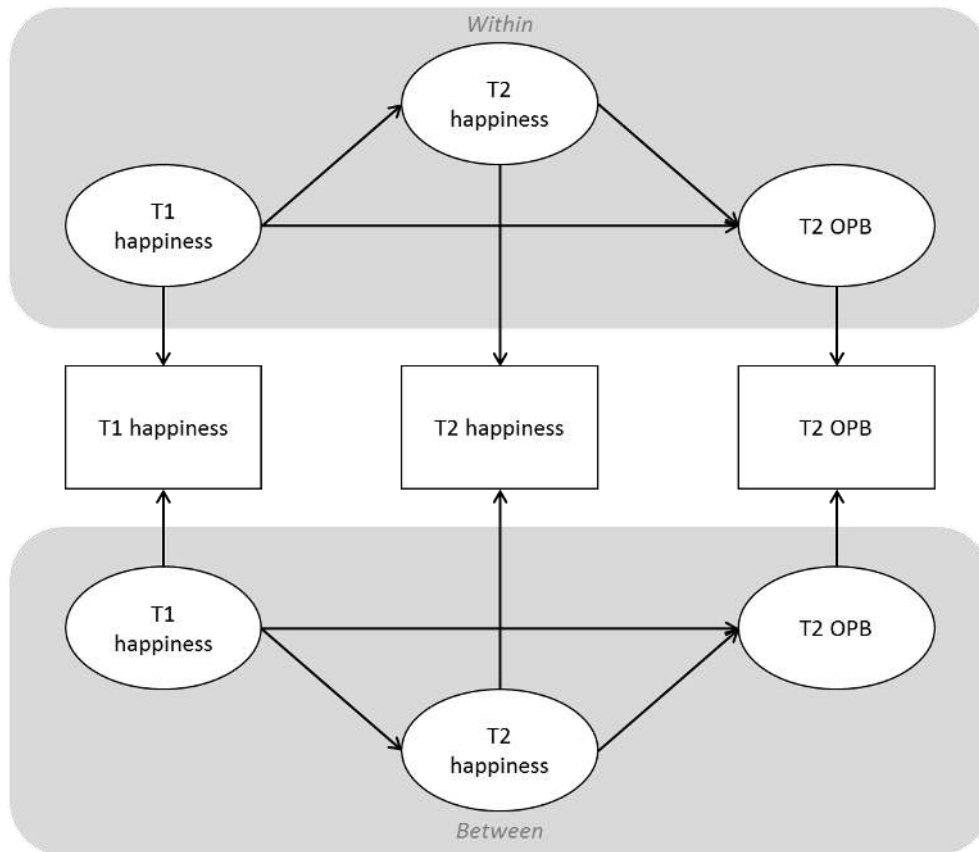 Within
T2
happiness
T1
happiness
T2 OPB
T1 happiness
T2 happiness
T2 OPB
T1
happiness
T2 OPB
T2
happiness
Between